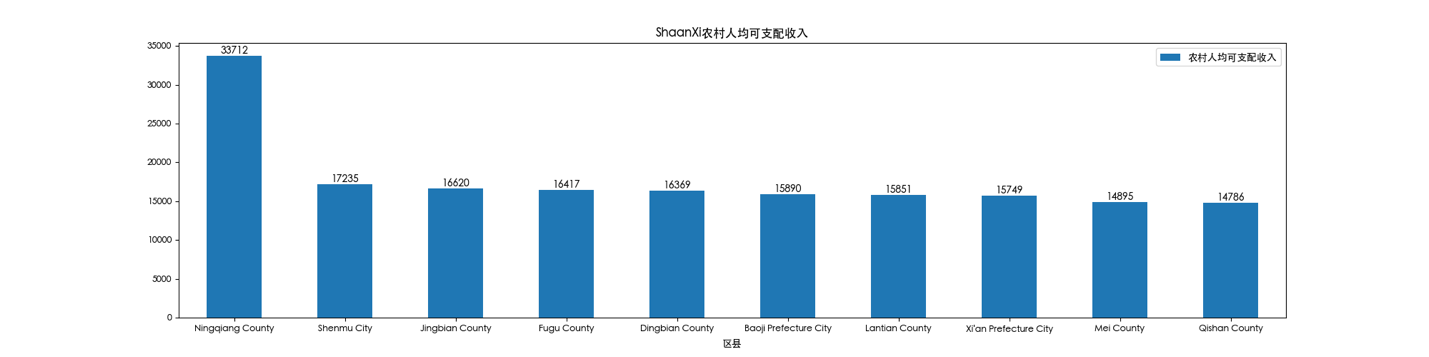 ShaanXi农村人均可支配收入
农村人均可支配收入
35000
30000
25000
20000
15000
10000
5000
0
33712
17235
16620
16417
16369
15890
15851
15749
14895
14786
Ningqiang County
Shenmu City
Jingbian County
Fugu County
Dingbian County
Baoji Prefecture City
Lantian County
Xi'an Prefecture City
Mei County
Qishan County
区县